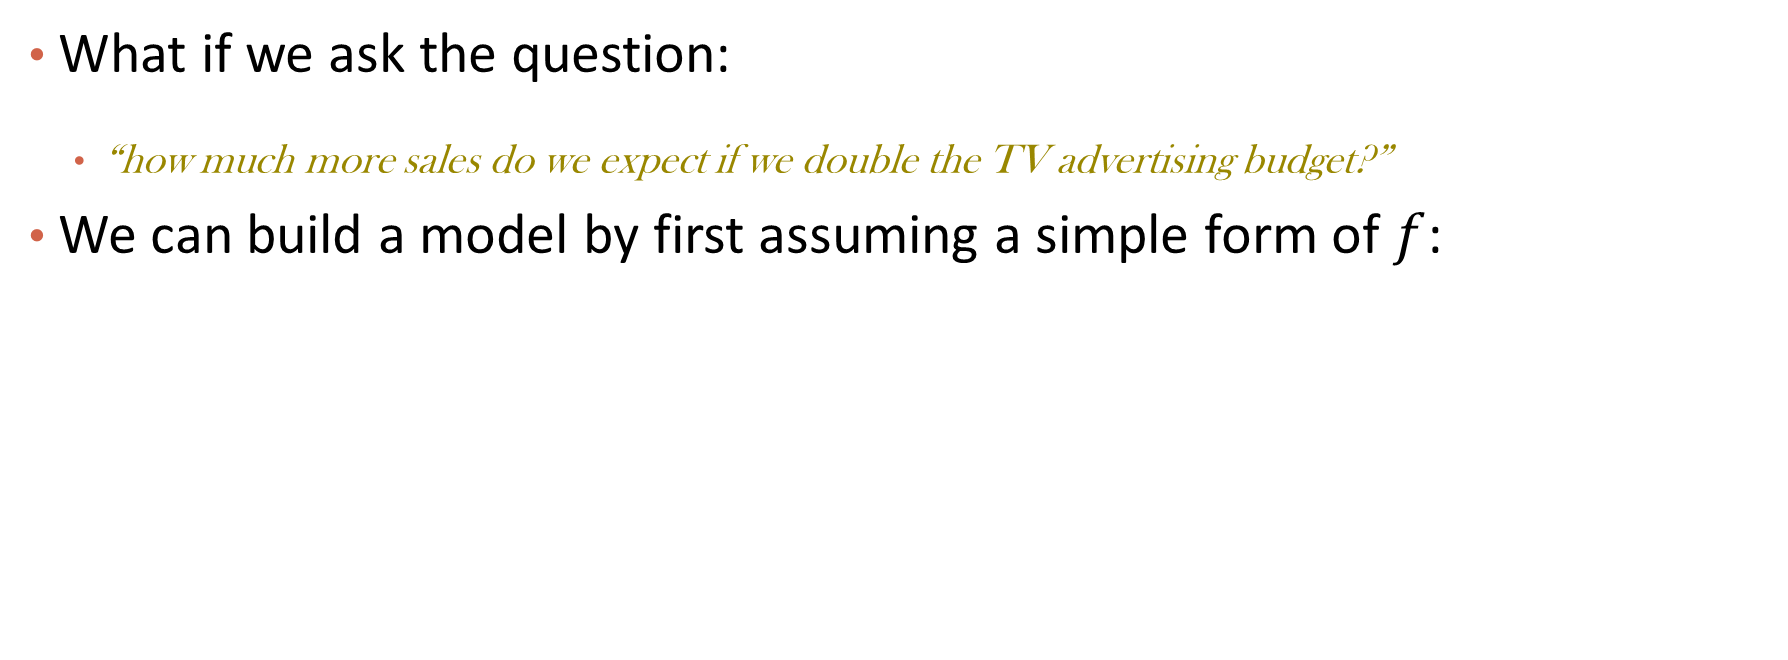 • What if we ask the question:
• “how much more sales do we expect if we double the TV advertising budget?”
• We can build a model by first assuming a simple form of f: